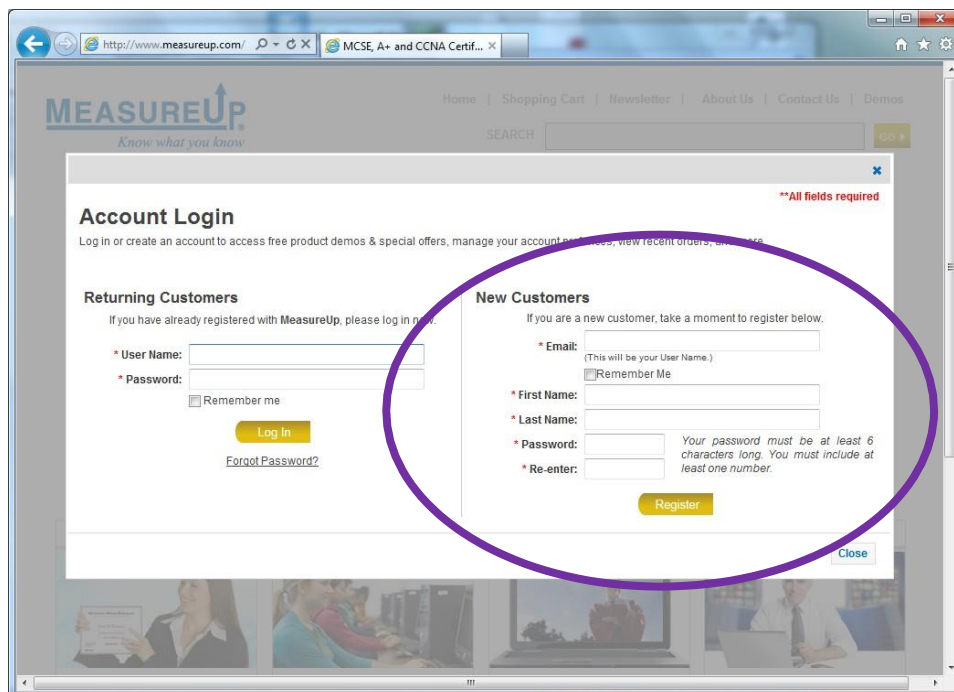 http://www.measureup.com/
MCSE, A+ and CCNA Certif...
MEASUREUP
Know what you know
Home | Shopping Cart | Newsletter | About Us | Contact Us | Demos
SEARCH
GO
**All fields required
Account Login
Log in or create an account to access free product demos & special offers, manage your account view recent orders,
Returning Customers
If you have already registered with MeasureUp, please log in now.
* User Name:
* Password:
Remember me
Log In
Forgot Password?
New Customers
If you are a new customer, take a moment to register below.
* Email:
(This will be your User Name.)
Remember Me
* First Name:
* Last Name:
* Password:
Your password must be at least 6
characters long. You must include at
least one number.
* Re-enter:
Register
Close